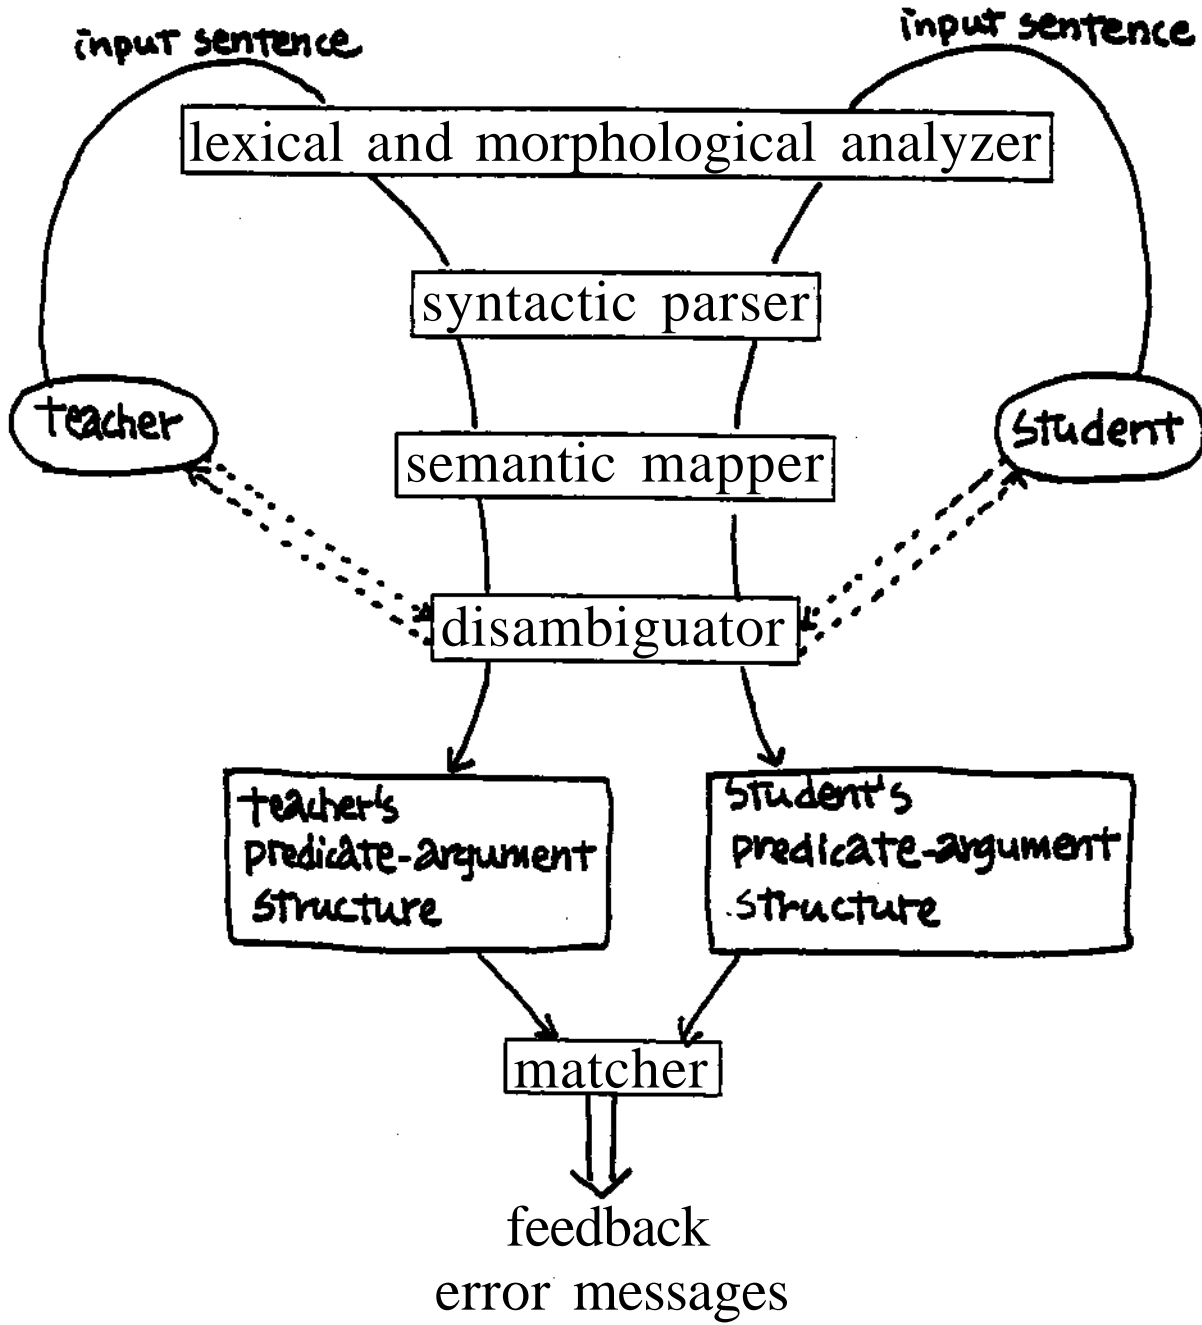 input sentence
input sentence
lexical and morphological analyzer
syntactic parser
teacher
student
semantic mapper
disambiguator
teacher's
predicate-argument
structure
student's
predicate-argument
structure
matcher
feedback
error messages